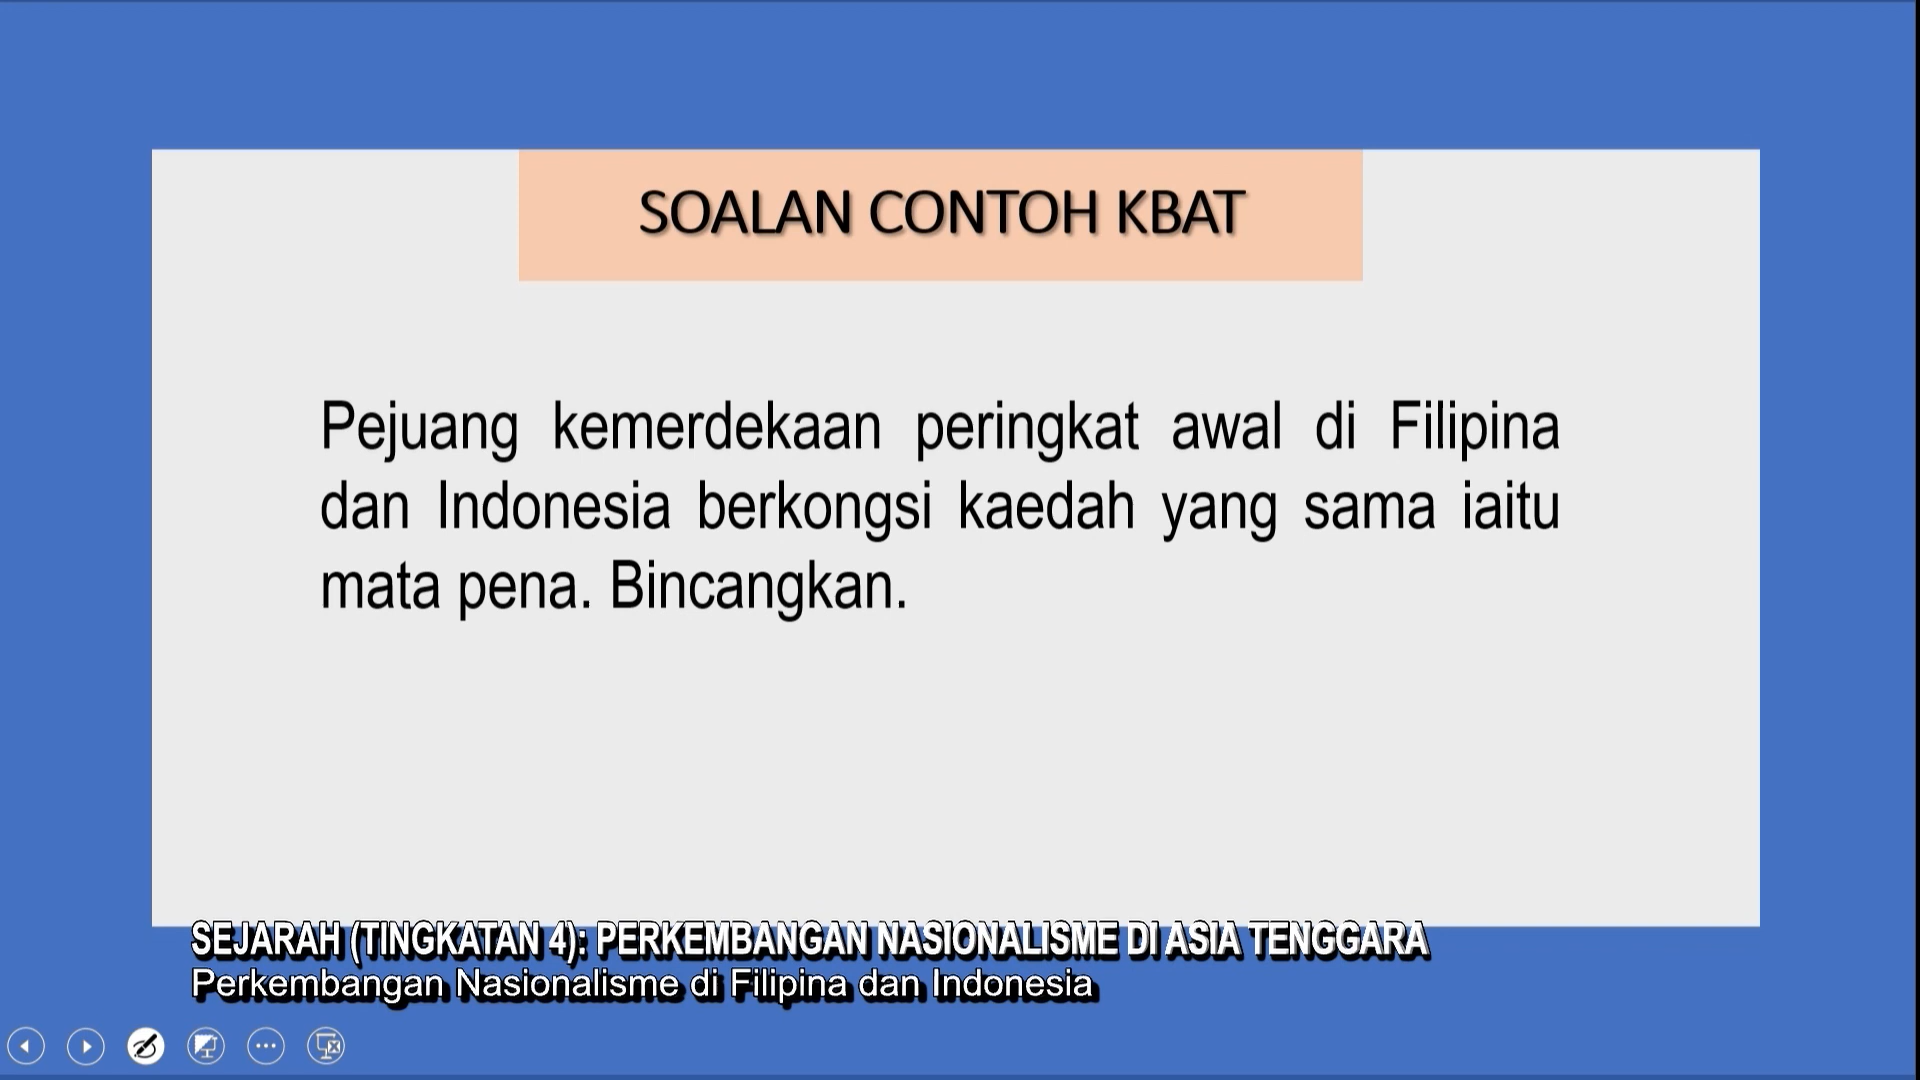 SOALAN CONTOH KBAT
Pejuang kemerdekaan peringkat awal di Filipina
dan Indonesia berkongsi kaedah yang sama iaitu
mata pena. Bincangkan.
SEJARAH (TINGKATAN 4): PERKEMBANGAN NASIONALISME DI ASIA TENGGARA
Perkembangan Nasionalisme di Filipina dan Indonesia